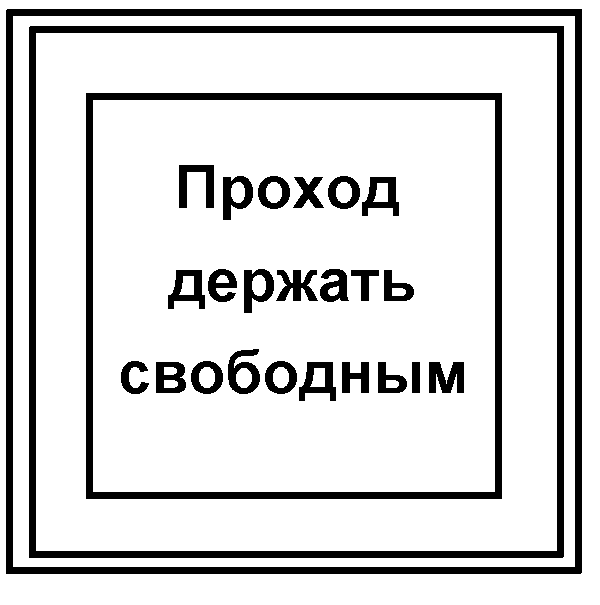 Проход
держать
свободным